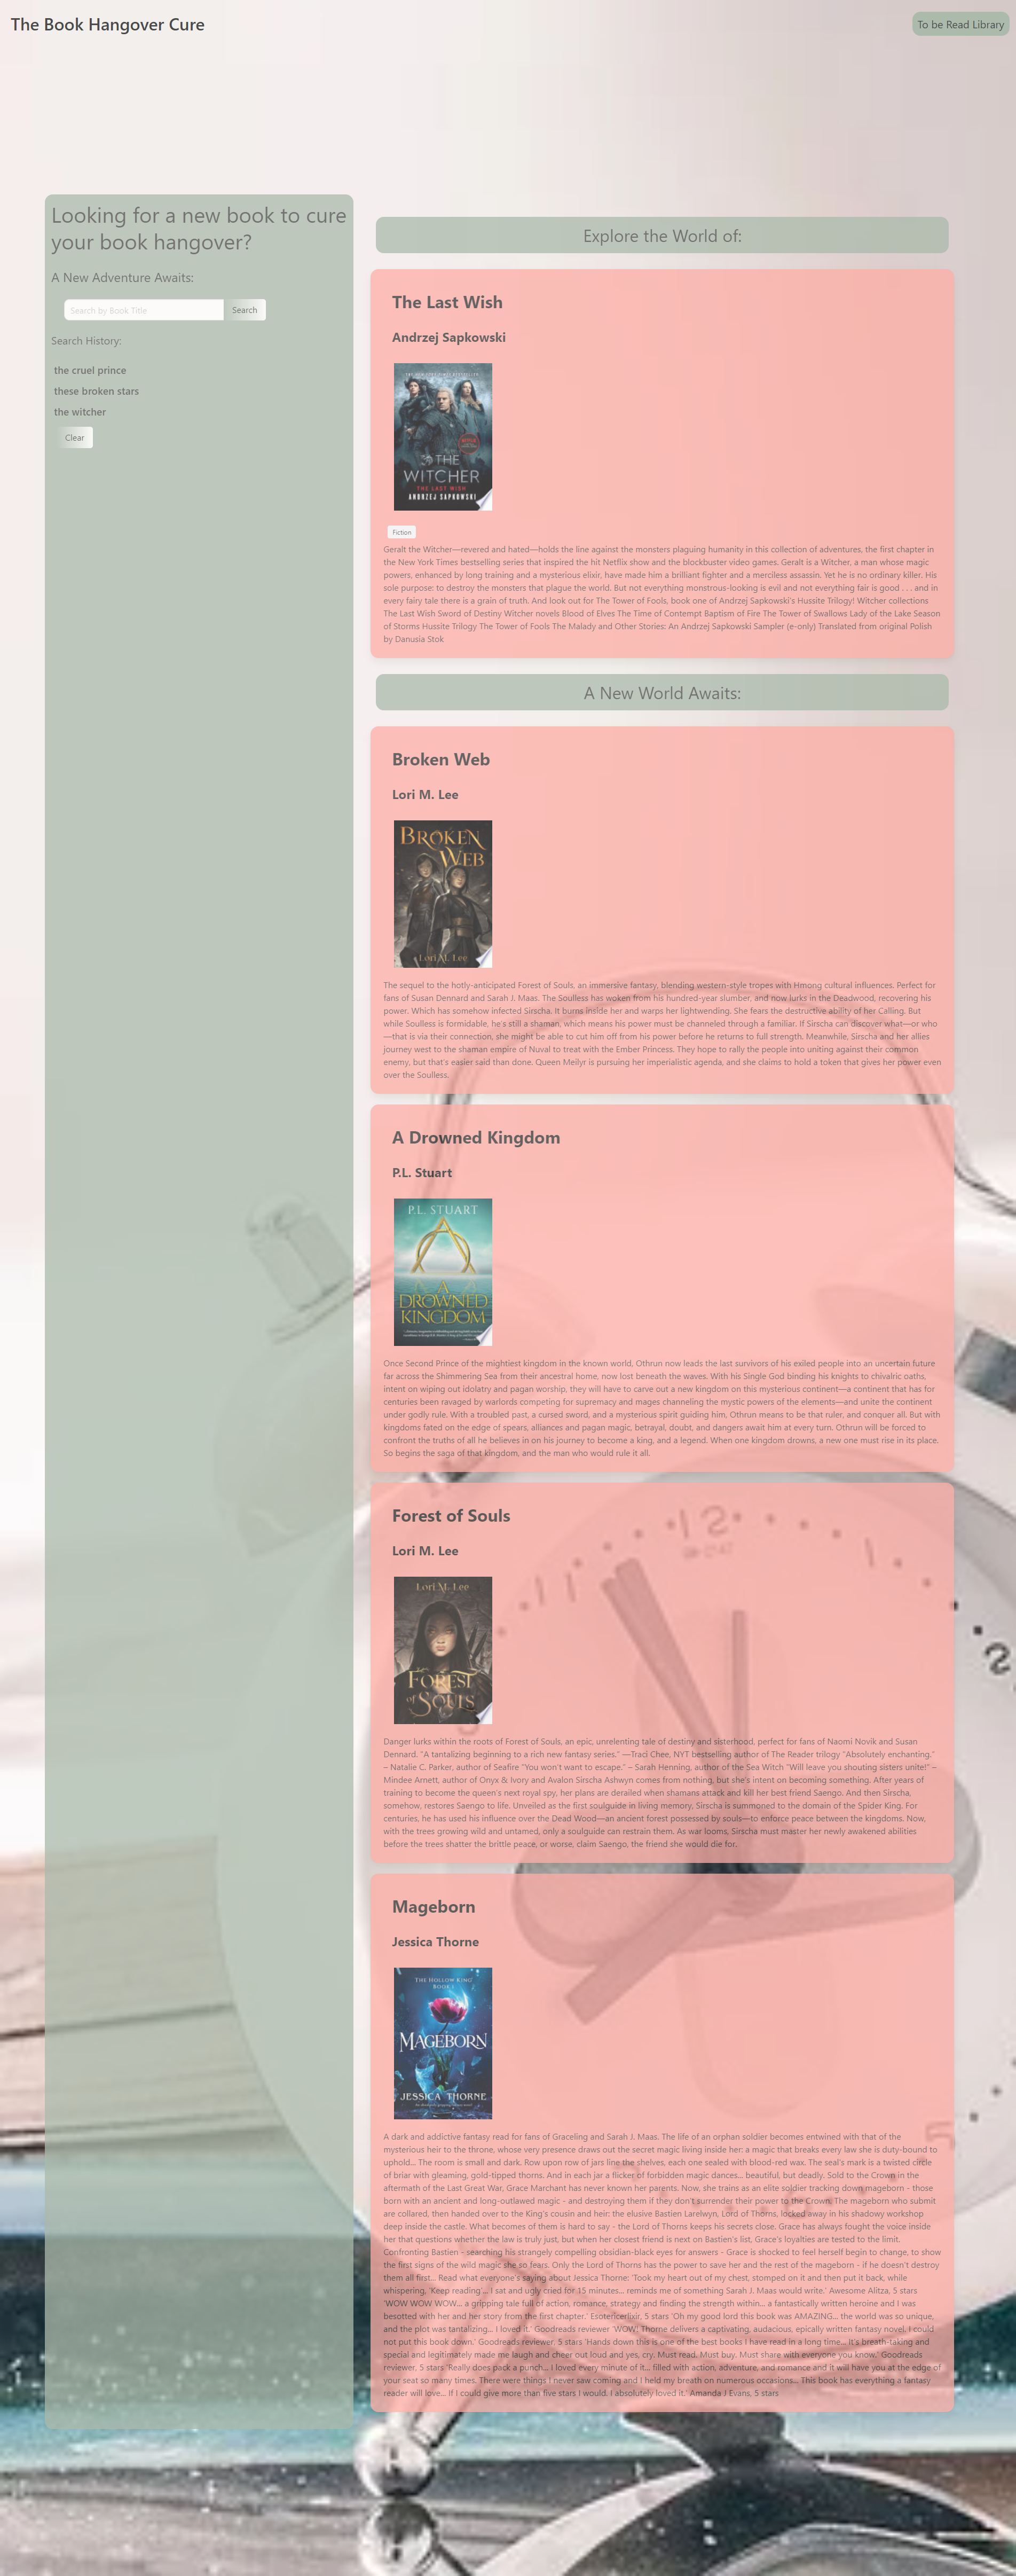 The Book Hangover Cure
To be Read Library
Looking for a new book to cure
your book hangover?
A New Adventure Awaits:
Search by Book Title
Search
Search History:
the cruel prince
these broken stars
the witcher
Clear
Explore the World of:
The Last Wish
Andrzej Sapkowski
THE
WITCHER
THE LAST WISH
ANDRZEJ SAPKOWSKI
Fiction
Geralt the Witcher—revered and hated—holds the line against the monsters plaguing humanity in this collection of adventures, the first chapter in
the New York Times bestselling series that inspired the hit Netflix show and the blockbuster video games. Geralt is a Witcher, a man whose magic
powers, enhanced by long training and a mysterious elixir, have made him a brilliant fighter and a merciless assassin. Yet he is no ordinary killer. His
sole purpose: to destroy the monsters that plague the world. But not everything monstrous-looking is evil and not everything fair is good . . . and in
every fairy tale there is a grain of truth. And look out for The Tower of Fools, book one of Andrzej Sapkowski's Hussite Trilogy! Witcher collections
The Last Wish Sword of Destiny Witcher novels Blood of Elves The Time of Contempt Baptism of Fire The Tower of Swallows Lady of the Lake Season
of Storms Hussite Trilogy The Tower of Fools The Malady and Other Stories: An Andrzej Sapkowski Sampler (e-only) Translated from original Polish
by Danusia Stok
A New World Awaits:
Broken Web
Lori M. Lee
BROKEN
WEB
Lori M. Lee
The sequel to the hotly-anticipated Forest of Souls, an immersive fantasy, blending western-style tropes with Hmong cultural influences. Perfect for
fans of Susan Dennard and Sarah J. Maas. The Soulless has woken from his hundred-year slumber, and now lurks in the Deadwood, recovering his
power. Which has somehow infected Sirscha. It burns inside her and warps her lightwending. She fears the destructive ability of her Calling. But
while Soulless is formidable, he's still a shaman, which means his power must be channeled through a familiar. If Sirscha can discover what—or who
—that is via their connection, she might be able to cut him off from his power before he returns to full strength. Meanwhile, Sirscha and her allies
journey west to the shaman empire of Nuval to treat with the Ember Princess. They hope to rally the people into uniting against their common
enemy, but that's easier said than done. Queen Meilyr is pursuing her imperialistic agenda, and she claims to hold a token that gives her power even
over the Soulless.
A Drowned Kingdom
P.L. Stuart
P.L. STUART
A
DROWNED
KINGDOM
Once Second Prince of the mightiest kingdom in the known world, Othrun now leads the last survivors of his exiled people into an uncertain future
far across the Shimmering Sea from their ancestral home, now lost beneath the waves. With his Single God binding his knights to chivalric oaths,
intent on wiping out idolatry and pagan worship, they will have to carve out a new kingdom on this mysterious continent—a continent that has for
centuries been ravaged by warlords competing for supremacy and mages channeling the mystic powers of the elements—and unite the continent
under godly rule. With a troubled past, a cursed sword, and a mysterious spirit guiding him, Othrun means to be that ruler, and conquer all. But with
kingdoms fated on the edge of spears, alliances and pagan magic, betrayal, doubt, and dangers await him at every turn. Othrun will be forced to
confront the truths of all he believes in on his journey to become a king, and a legend. When one kingdom drowns, a new one must rise in its place.
So begins the saga of that kingdom, and the man who would rule it all.
Forest of Souls
Lori M. Lee
12
11
1
2
Lori M. Lee
FOREST
of SOULS
Danger lurks within the roots of Forest of Souls, an epic, unrelenting tale of destiny and sisterhood, perfect for fans of Naomi Novik and Susan
Dennard. "A tantalizing beginning to a rich new fantasy series." —Traci Chee, NYT bestselling author of The Reader trilogy "Absolutely enchanting."
– Natalie C. Parker, author of Seafire "You won't want to escape." – Sarah Henning, author of the Sea Witch "Will leave you shouting sisters unite!" –
Mindee Arnett, author of Onyx & Ivory and Avalon Sirscha Ashwyn comes from nothing, but she's intent on becoming something. After years of
training to become the queen's next royal spy, her plans are derailed when shamans attack and kill her best friend Saengo. And then Sirscha,
somehow, restores Saengo to life. Unveiled as the first soulguide in living memory, Sirscha is summoned to the domain of the Spider King. For
centuries, he has used his influence over the Dead Wood—an ancient forest possessed by souls—to enforce peace between the kingdoms. Now,
with the trees growing wild and untamed, only a soulguide can restrain them. As war looms, Sirscha must master her newly awakened abilities
before the trees shatter the brittle peace, or worse, claim Saengo, the friend she would die for.
Mageborn
Jessica Thorne
THE HOLLOW KING
BOOK 1
MAGEBORN
JESSICA THORNE
5
A dark and addictive fantasy read for fans of Graceling and Sarah J. Maas. The life of an orphan soldier becomes entwined with that of the
mysterious heir to the throne, whose very presence draws out the secret magic living inside her: a magic that breaks every law she is duty-bound to
uphold... The room is small and dark. Row upon row of jars line the shelves, each one sealed with blood-red wax. The seal's mark is a twisted circle
of briar with gleaming, gold-tipped thorns. And in each jar a flicker of forbidden magic dances... beautiful, but deadly. Sold to the Crown in the
aftermath of the Last Great War, Grace Marchant has never known her parents. Now, she trains as an elite soldier tracking down mageborn - those
born with an ancient and long-outlawed magic - and destroying them if they don't surrender their power to the Crown. The mageborn who submit
are collared, then handed over to the King's cousin and heir: the elusive Bastien Larelwyn, Lord of Thorns, locked away in his shadowy workshop
deep inside the castle. What becomes of them is hard to say - the Lord of Thorns keeps his secrets close. Grace has always fought the voice inside
her that questions whether the law is truly just, but when her closest friend is next on Bastien's list, Grace's loyalties are tested to the limit.
Confronting Bastien - searching his strangely compelling obsidian-black eyes for answers - Grace is shocked to feel herself begin to change, to show
the first signs of the wild magic she so fears. Only the Lord of Thorns has the power to save her and the rest of the mageborn - if he doesn't destroy
them all first... Read what everyone's saying about Jessica Thorne: 'Took my heart out of my chest, stomped on it and then put it back, while
whispering, 'Keep reading'... I sat and ugly cried for 15 minutes... reminds me of something Sarah J. Maas would write.' Awesome Alitza, 5 stars
'WOW WOW WOW... a gripping tale full of action, romance, strategy and finding the strength within... a fantastically written heroine and I was
besotted with her and her story from the first chapter.' Esotericerlixir, 5 stars 'Oh my good lord this book was AMAZING... the world was so unique,
and the plot was tantalizing... I loved it.' Goodreads reviewer 'WOW! Thorne delivers a captivating, audacious, epically written fantasy novel. I could
not put this book down.' Goodreads reviewer, 5 stars 'Hands down this is one of the best books I have read in a long time... It's breath-taking and
special and legitimately made me laugh and cheer out loud and yes, cry. Must read. Must buy. Must share with everyone you know.' Goodreads
reviewer, 5 stars 'Really does pack a punch... I loved every minute of it... filled with action, adventure, and romance and it will have you at the edge of
your seat so many times. There were things I never saw coming and I held my breath on numerous occasions... This book has everything a fantasy
reader will love... If I could give more than five stars I would. I absolutely loved it.' Amanda J Evans, 5 stars